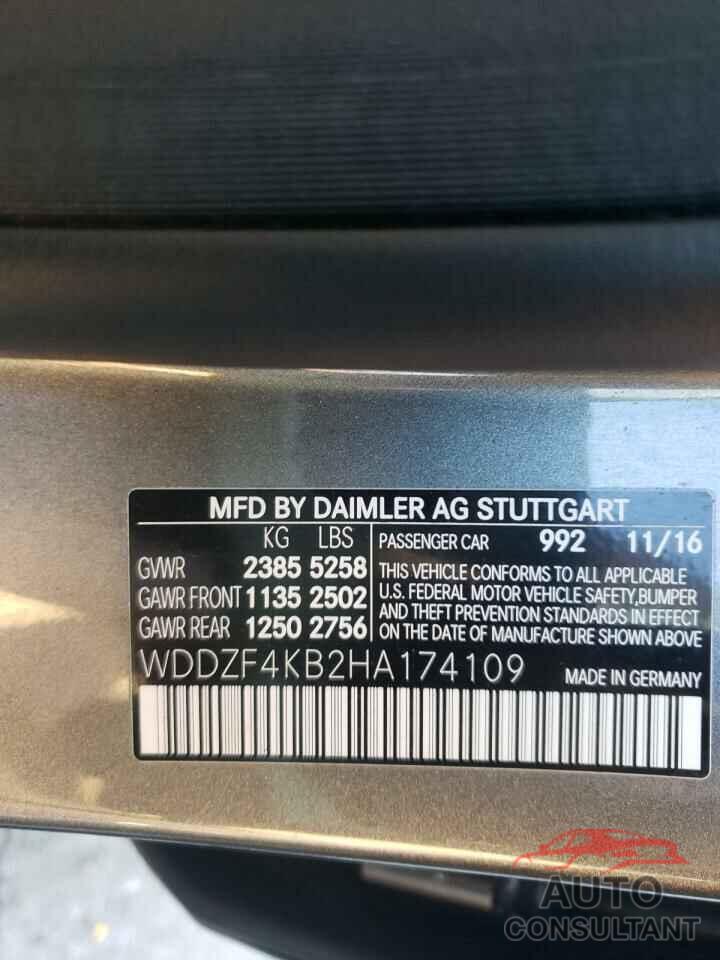 MFD BY DAIMLER AG STUTTGART
KG LBS
GVWR 2385 5258
GAWR FRONT 1135 2502
GAWR REAR 1250 2756
PASSENGER CAR 992 11/16
THIS VEHICLE CONFORMS TO ALL APPLICABLE
U.S. FEDERAL MOTOR VEHICLE SAFETY,BUMPER
AND THEFT PREVENTION STANDARDS IN EFFECT
ON THE DATE OF MANUFACTURE SHOWN ABOVE
WDDZF4KB2HA174109 MADE IN GERMANY
AUTO
CONSULTANT